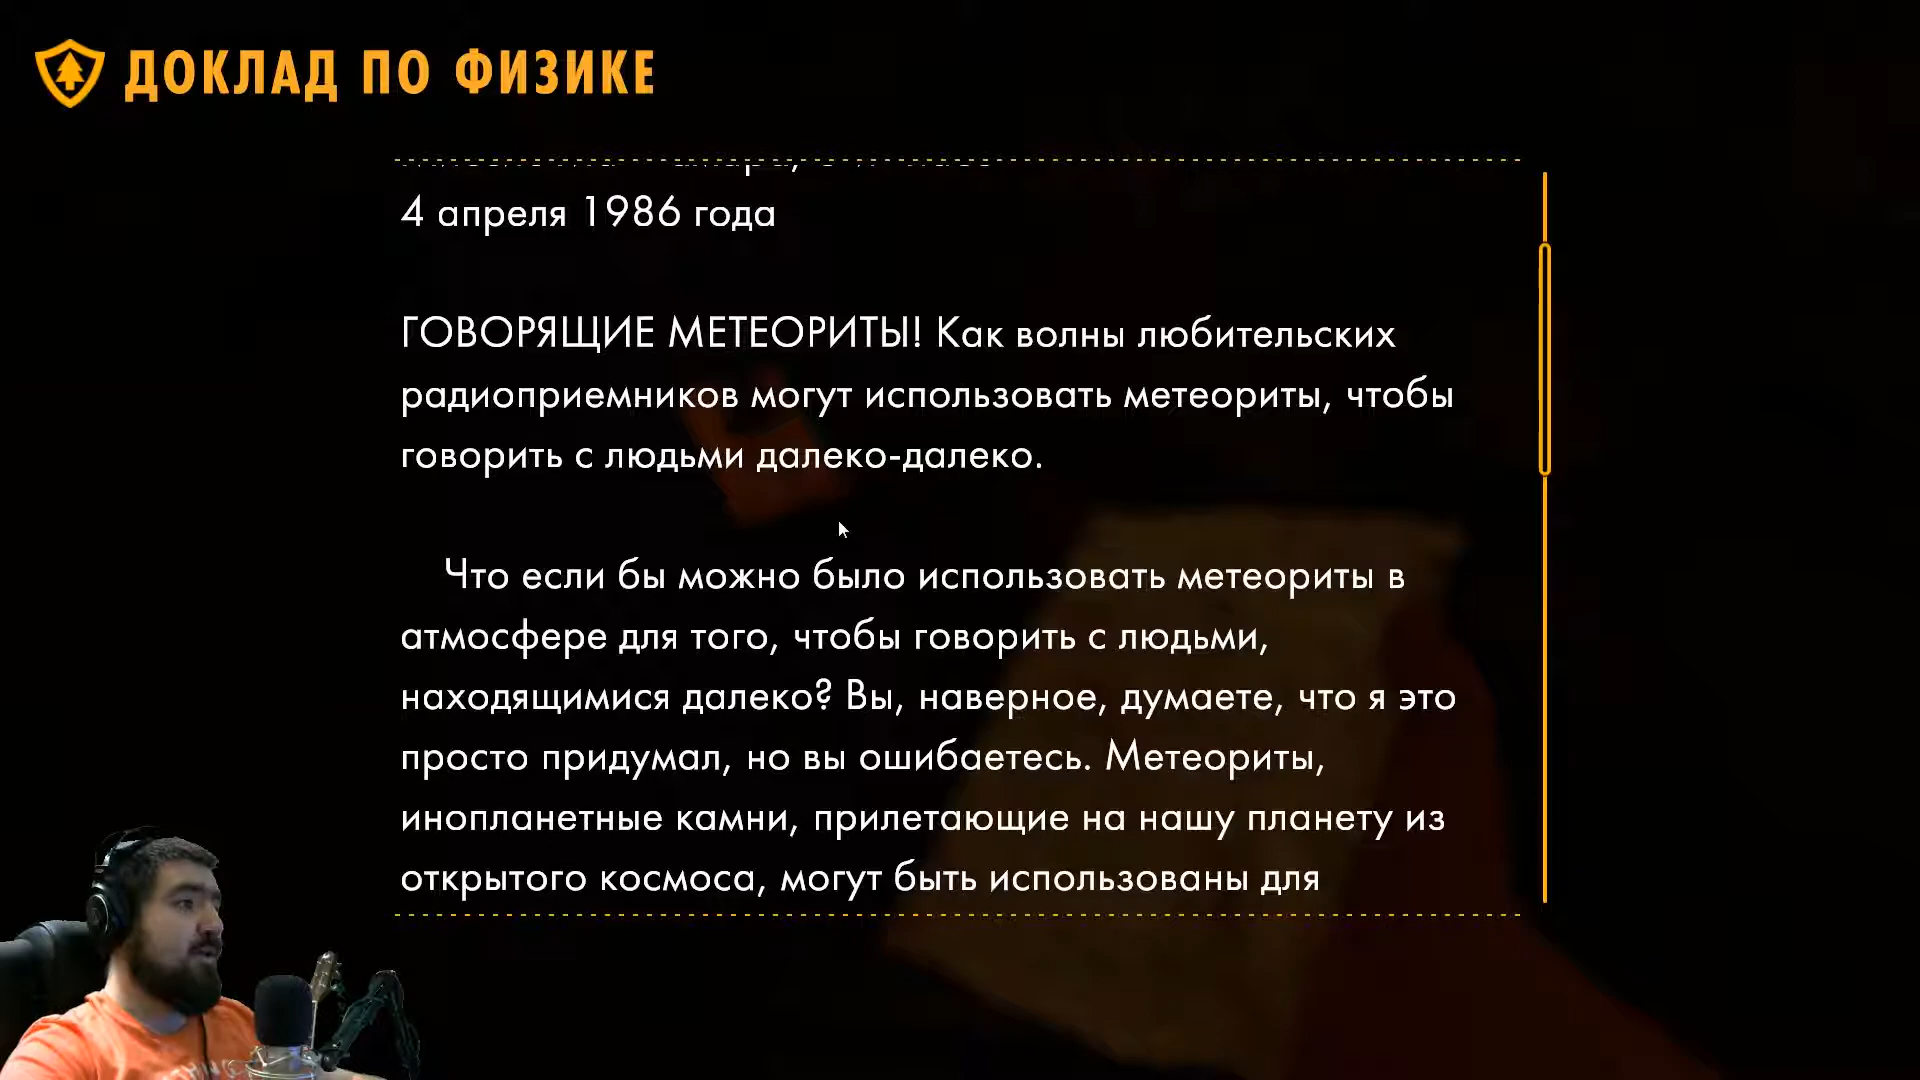 ДОКЛАД ПО ФИЗИКЕ
4 апреля 1986 года
ГОВОРЯЩИЕ МЕТЕОРИТЫ! Как волны любительских
радиоприемников могут использовать метеориты, чтобы
говорить с людьми далеко-далеко.
Что если бы можно было использовать метеориты в
атмосфере для того, чтобы говорить с людьми,
находящимися далеко? Вы, наверное, думаете, что я это
просто придумал, но вы ошибаетесь. Метеориты,
инопланетные камни, прилетающие на нашу планету из
открытого космоса, могут быть использованы для